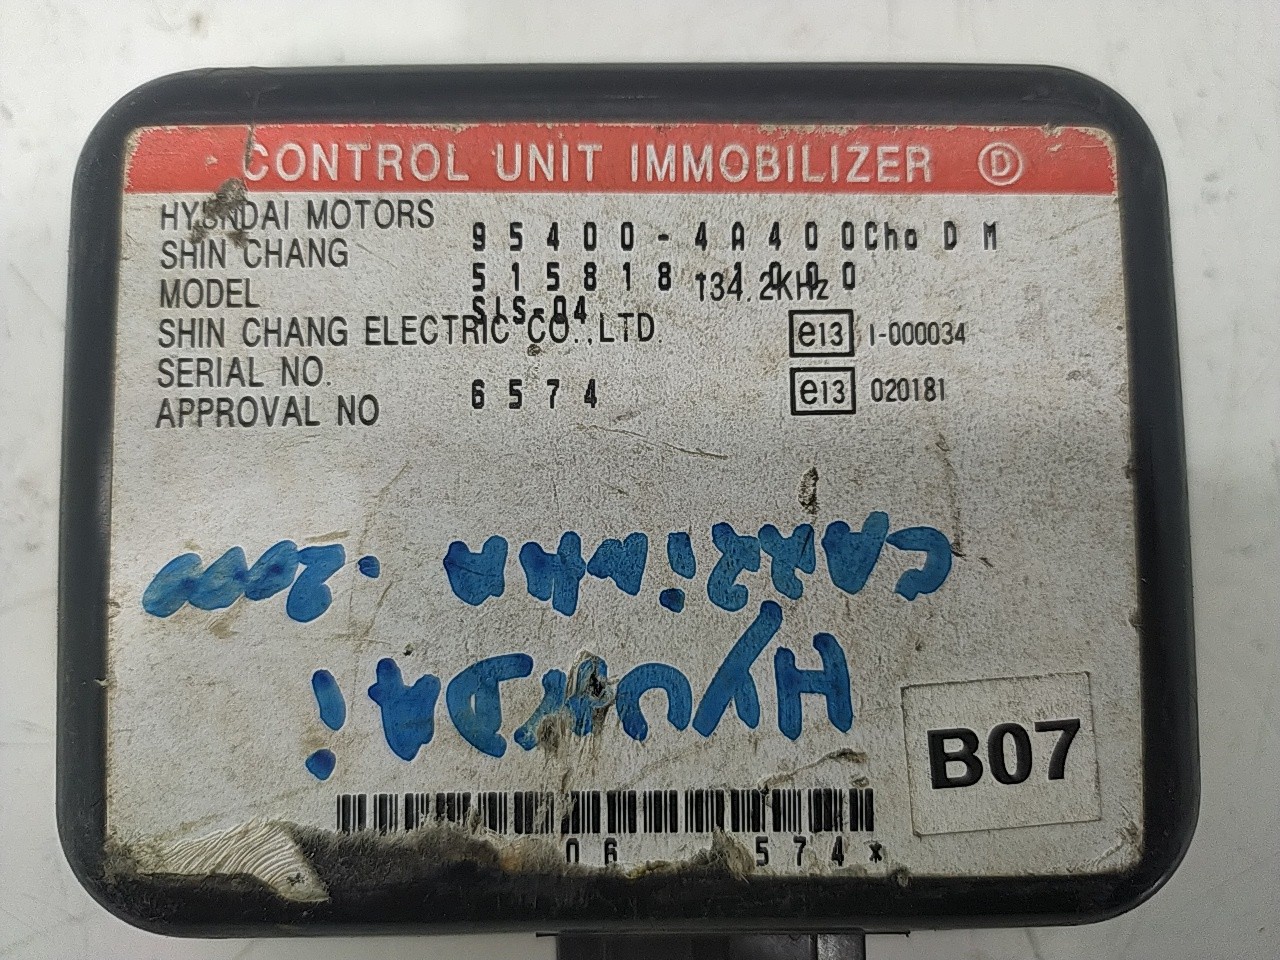 CONTROL UNIT IMMOBILIZER D
HYUNDAI MOTORS 95400-4A400 Cho D M
SHIN CHANG 515818-1000
MODEL SIS-04 134.2KHz
SHIN CHANG ELECTRIC CO.,LTD. e13 I-000034
SERIAL NO.
APPROVAL NO 6574 e13 020181
HYUNDAi
2000
B07
06 574*